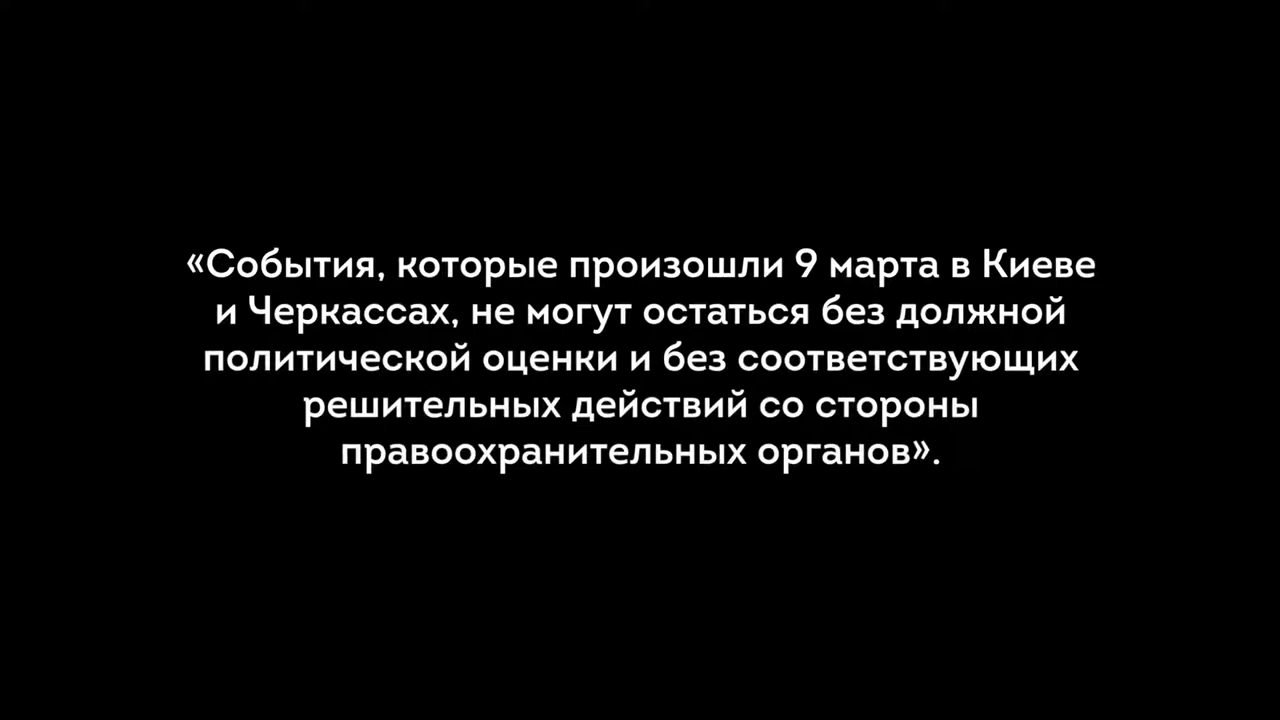 «События, которые произошли 9 марта в Киеве
и Черкассах, не могут остаться без должной
политической оценки и без соответствующих
решительных действий со стороны
правоохранительных органов».